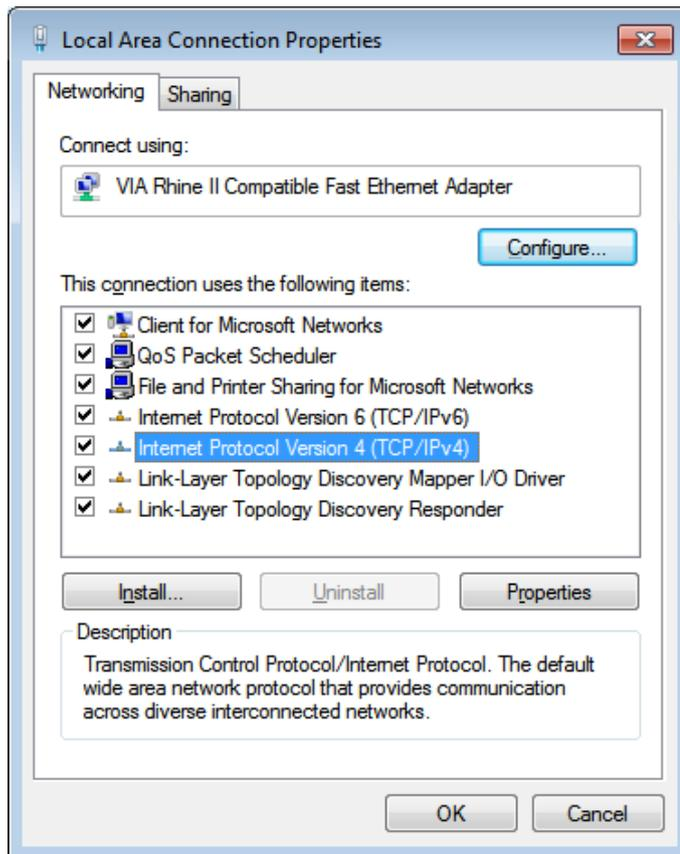 Local Area Connection Properties
Networking
Sharing
Connect using:
VIA Rhine II Compatible Fast Ethernet Adapter
Configure...
This connection uses the following items:
Client for Microsoft Networks
QoS Packet Scheduler
File and Printer Sharing for Microsoft Networks
Internet Protocol Version 6 (TCP/IPv6)
Internet Protocol Version 4 (TCP/IPv4)
Link-Layer Topology Discovery Mapper I/O Driver
Link-Layer Topology Discovery Responder
Install...
Uninstall
Properties
Description
Transmission Control Protocol/Internet Protocol. The default
wide area network protocol that provides communication
across diverse interconnected networks.
OK
Cancel